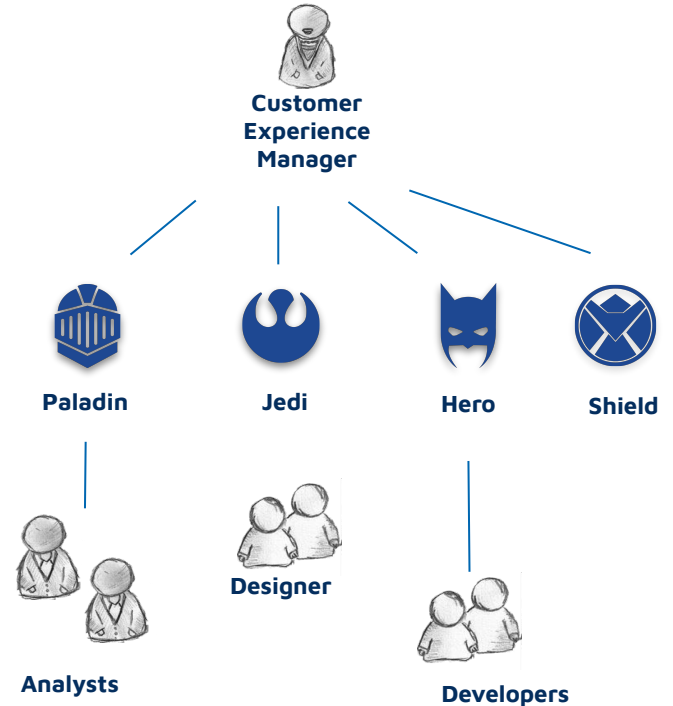 Customer
Experience
Manager
Paladin
Jedi
Hero
Shield
Designer
Analysts
Developers